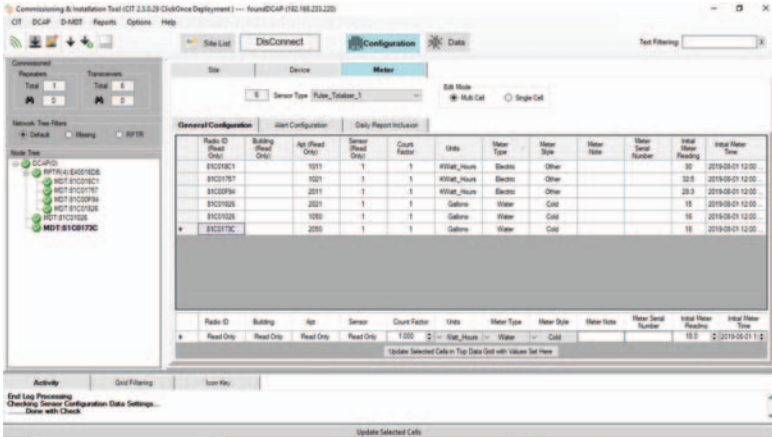 Commissioning & Installation Tool (CIT 2.3.0.29 ClickOnce Deployment ) --- foundDCAP (192.168.233.220)
CIT DCAP D-MDT Reports Options Help
Site List DisConnect Configuration Data Text Filtering: x
Commissioned
Repeaters Transceivers
Total 1 Total 6
0 0
Network Tree Filters
Default Missing RPTR
Node Tree
DCAP(0)
MDT:81C01757
MDT:81C00F94
MDT:81C01826
MDT:81C01026
MDT:81C0173C
Site Device Meter
6 Sensor Type Pulse_Totalizer_1
Edit Mode
Multi Cell Single Cell
General Configuration Alert Configuration Daily Report Inclusion
Radio ID (Read Only) Building (Read Only) Apt (Read Only) Sensor (Read Only) Count Factor Units Meter Type Meter Style Meter Note Meter Serial Number Initial Meter Reading Initial Meter Time
1011 1 1 KWatt_Hours Electric Other 30 2019-08-01 12:00 ...
81C01757 1021 1 1 KWatt_Hours Electric Other 32.5 2019-08-01 12:00 ...
81C00F94 2011 1 1 KWatt_Hours Electric Other 28.3 2019-08-01 12:00 ...
81C01826 2021 1 1 Gallons Water Cold 15 2019-08-01 12:00 ...
81C01026 1050 1 1 Gallons Water Cold 16 2019-08-01 12:00 ...
81C0173C 2050 1 1 Gallons Water Cold 18 2019-08-01 12:00 ...
Radio ID Building Apt Sensor Count Factor Units Meter Type Meter Style Meter Note Meter Serial Number Initial Meter Reading Initial Meter Time
Read Only Read Only Read Only Read Only 1.000 Watt_Hours Water Cold 18.0 2019-08-01 1
Update Selected Cells in Top Data Grid with Values Set Here
Activity Grid Filtering Icon Key
End Log Processing
Checking Sensor Configuration Data Settings...
.........Done with Check
Update Selected Cells